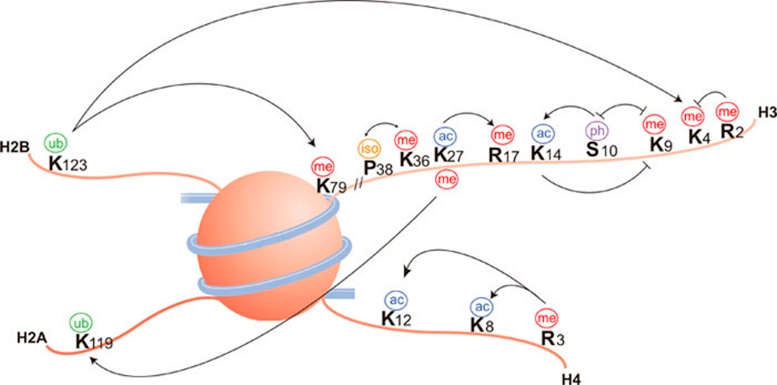 H3
ub
H2B
K123
me
K79
//
iso
P38
me
K36
ac
K27
me
me
R17
ac
K14
ph
S10
me
K9
me
K4
me
R2
ub
H2A
K119
ac
K12
ac
K8
me
R3
H4